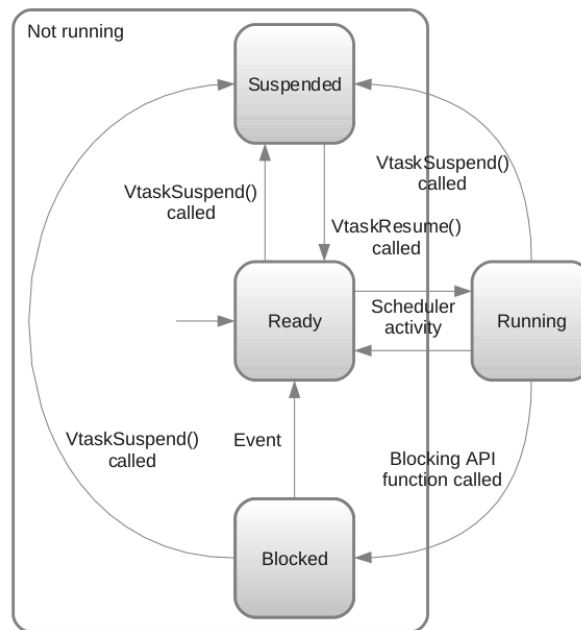 Not running
Suspended
VtaskSuspend()
called
VtaskSuspend()
called
VtaskResume()
called
Ready
Scheduler
activity
Running
VtaskSuspend()
called
Event
Blocking API
function called
Blocked